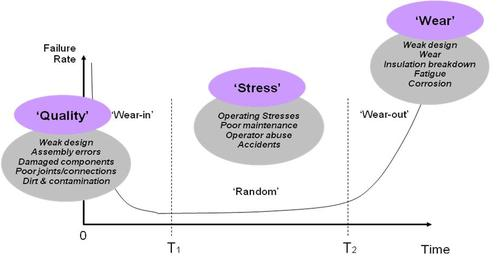 Failure
Rate
‘Quality’
Weak design
Assembly errors
Damaged components
Poor joints/connections
Dirt & contamination
‘Wear-in’
‘Stress’
Operating Stresses
Poor maintenance
Operator abuse
Accidents
‘Random’
‘Wear’
Weak design
Wear
Insulation breakdown
Fatigue
Corrosion
‘Wear-out’
0
T1
T2
Time